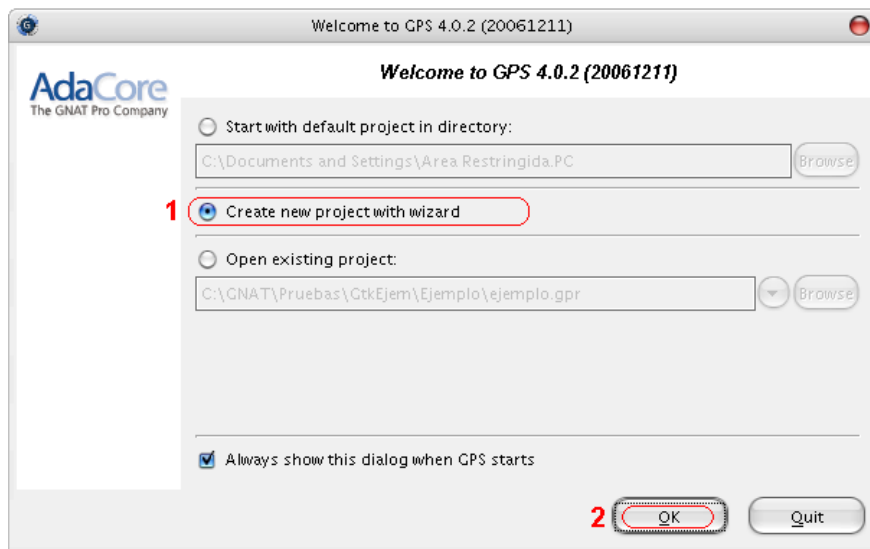 Welcome to GPS 4.0.2 (20061211)
AdaCore
The GNAT Pro Company
Welcome to GPS 4.0.2 (20061211)
Start with default project in directory:
C:\Documents and Settings\Area Restringida.PC
Browse
1
Create new project with wizard
Open existing project:
C:\GNAT\Pruebas\GtkEjem\Ejemplo\ejemplo.gpr
Browse
Always show this dialog when GPS starts
2
OK
Quit